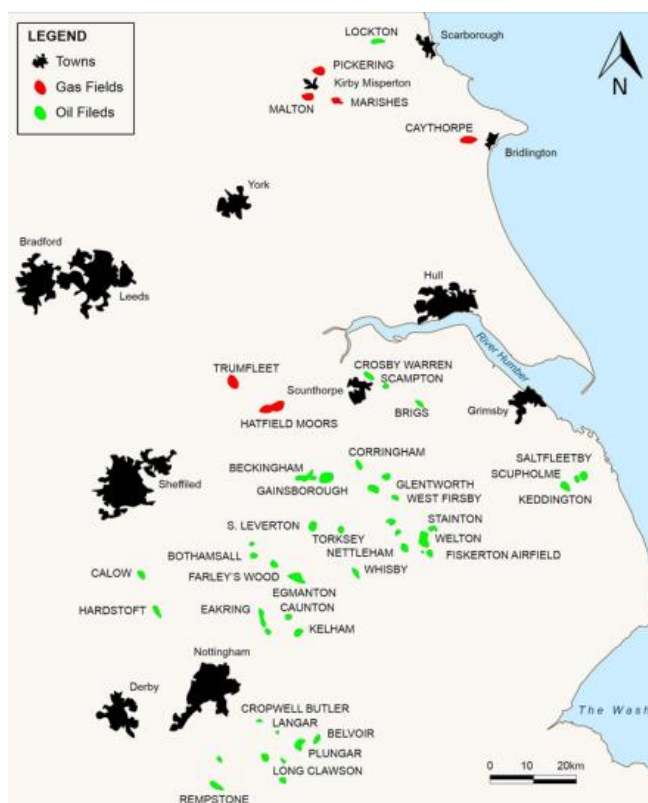 LEGEND
Towns
Gas Fields
Oil Fileds
N
LOCKTON
Scarborough
PICKERING
Kirby Misperton
MALTON
MARISHES
CAYTHORPE
Bridlington
York
Bradford
Leeds
Hull
River Humber
TRUMFLEET
CROSBY WARREN
Sounthorpe
SCAMPTON
HATFIELD MOORS
BRIGS
Grimsby
CORRINGHAM
BECKINGHAM
GAINSBOROUGH
GLENTWORTH
WEST FIRSBY
SALTFLEETBY
SCUPHOLME
KEDDINGTON
Sheffiled
S. LEVERTON
TORKSEY
STAINTON
WELTON
NETTLEHAM
FISKERTON AIRFIELD
BOTHAMSALL
FARLEY'S WOOD
WHISBY
EGMANTON
CALOW
HARDSTOFT
EAKRING
CAUNTON
KELHAM
Nottingham
Derby
CROPWELL BUTLER
LANGAR
BELVOIR
PLUNGAR
LONG CLAWSON
REMPSTONE
The Wash
0 10 20km